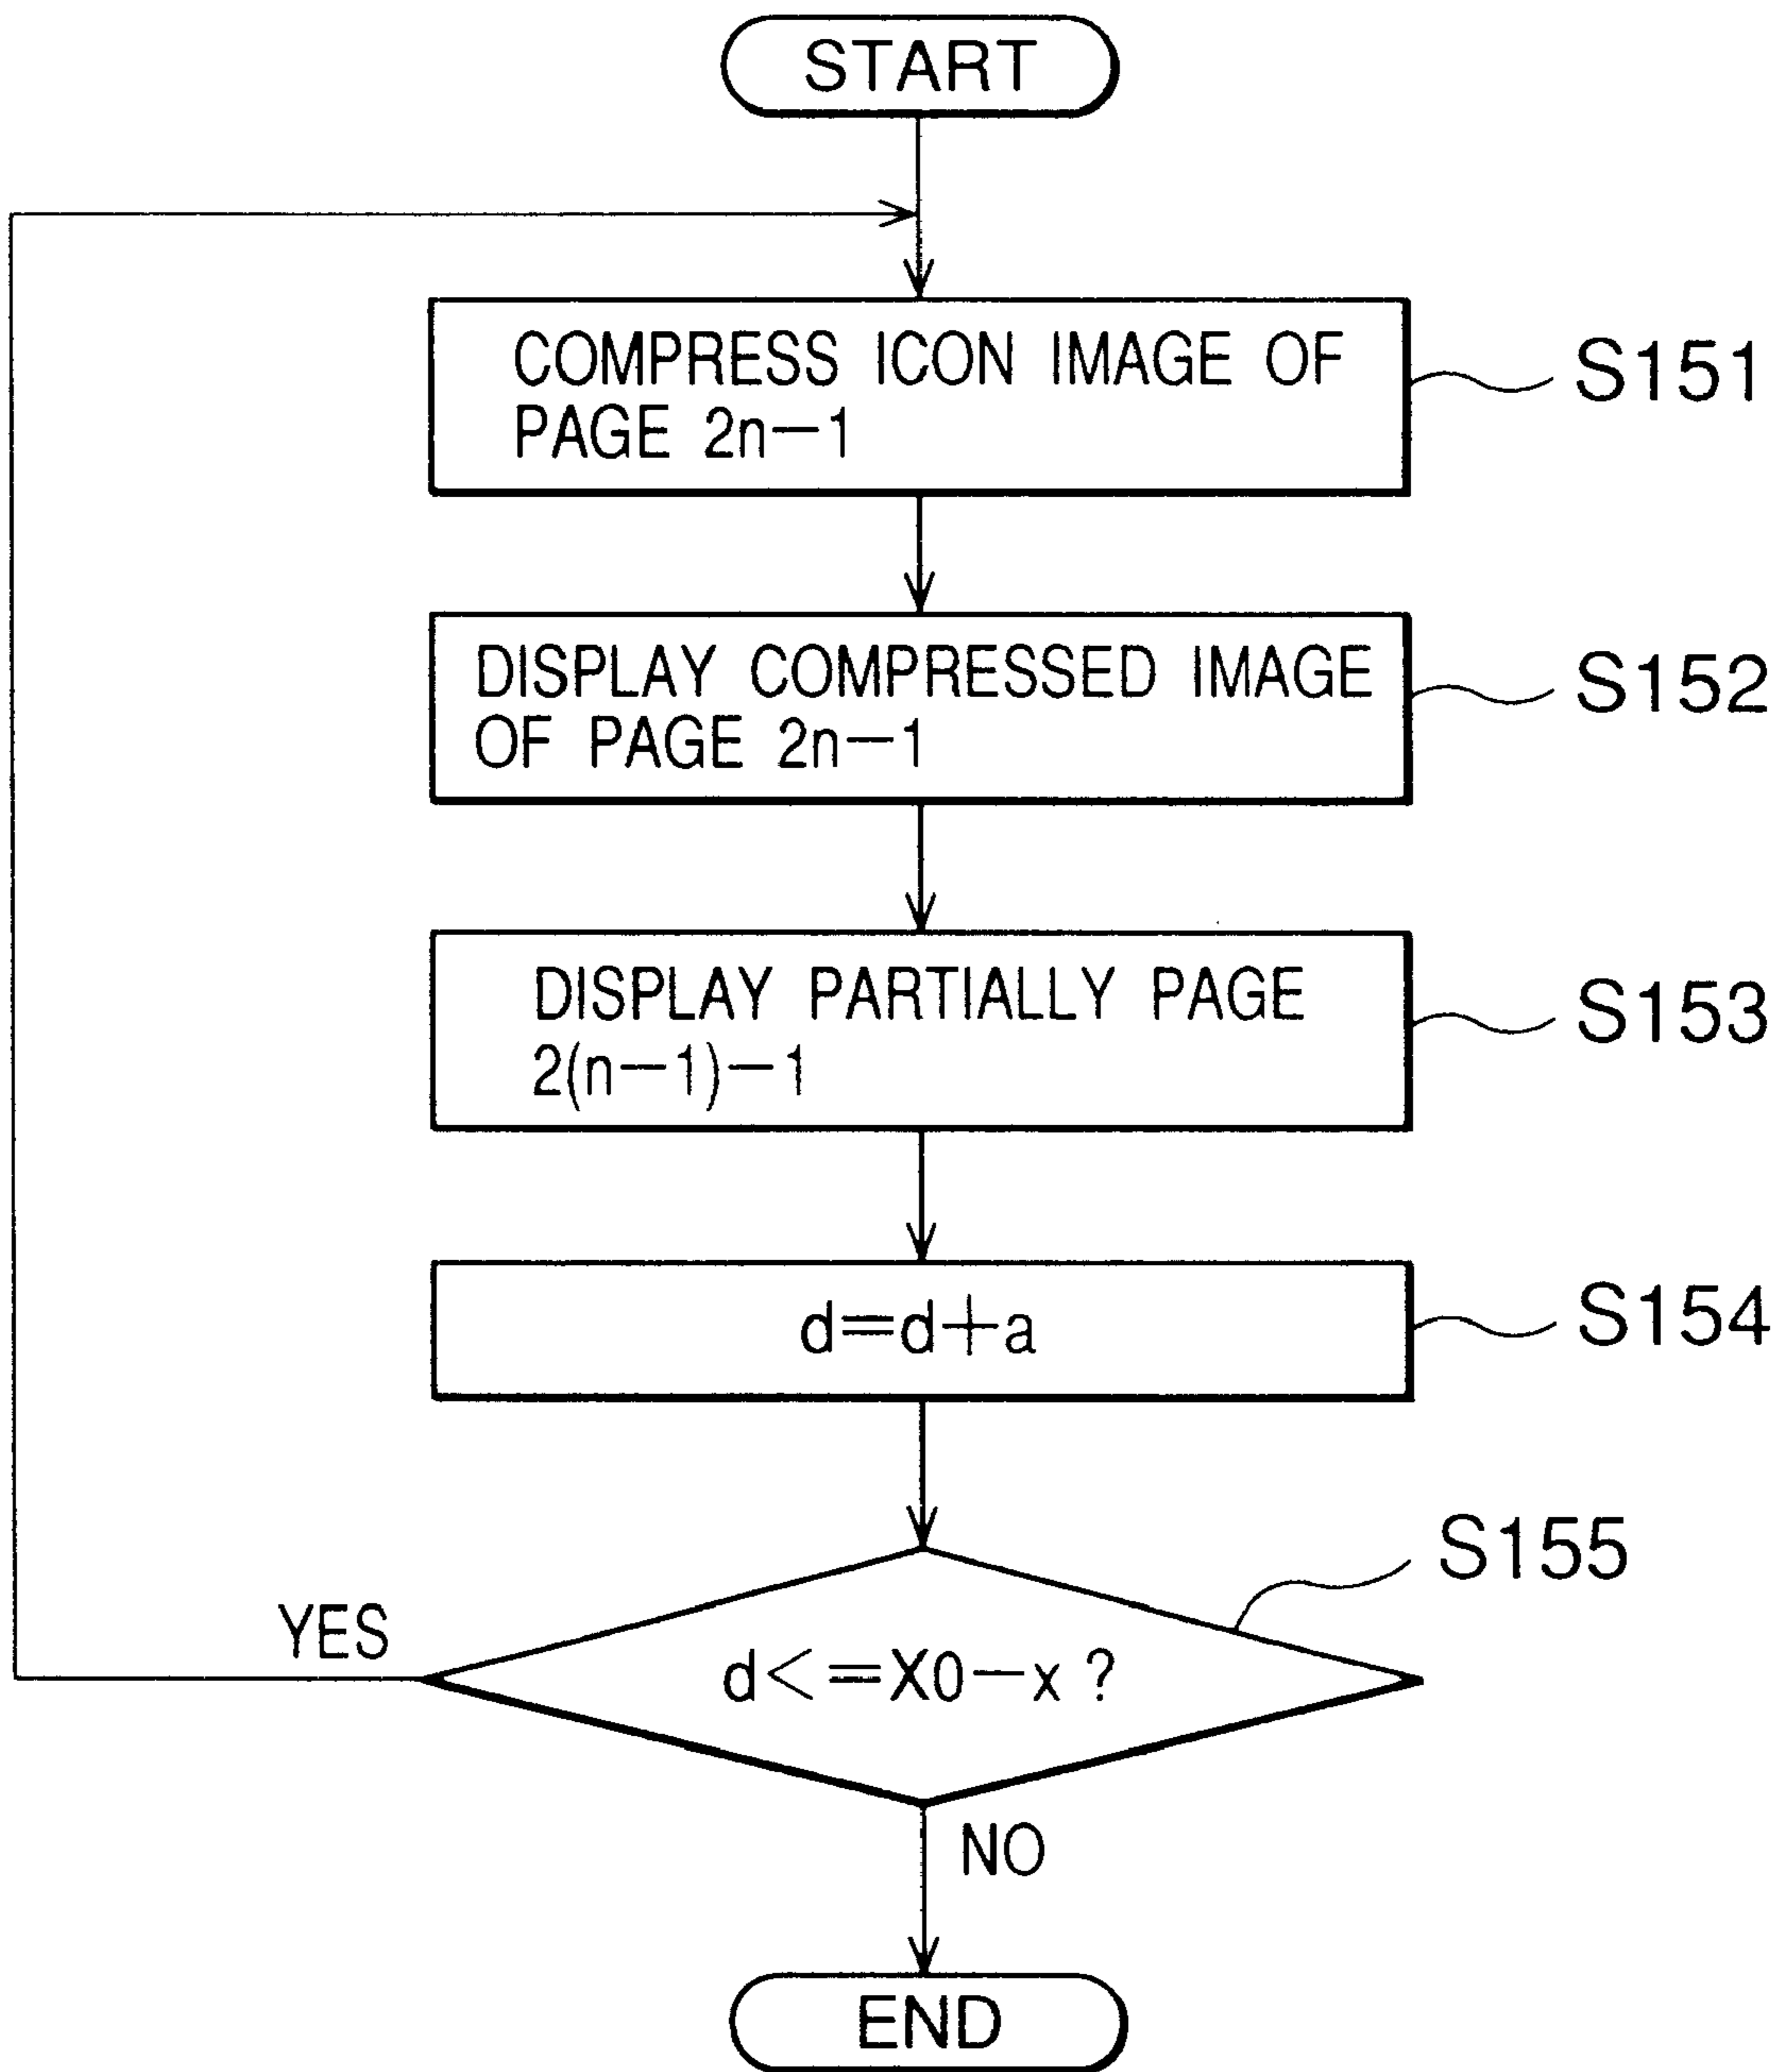 START
COMPRESS ICON IMAGE OF
PAGE 2n−1
S151
DISPLAY COMPRESSED IMAGE
OF PAGE 2n−1
S152
DISPLAY PARTIALLY PAGE
2(n−1)−1
S153
d=d+a
S154
S155
YES
d<=X0−x ?
NO
END